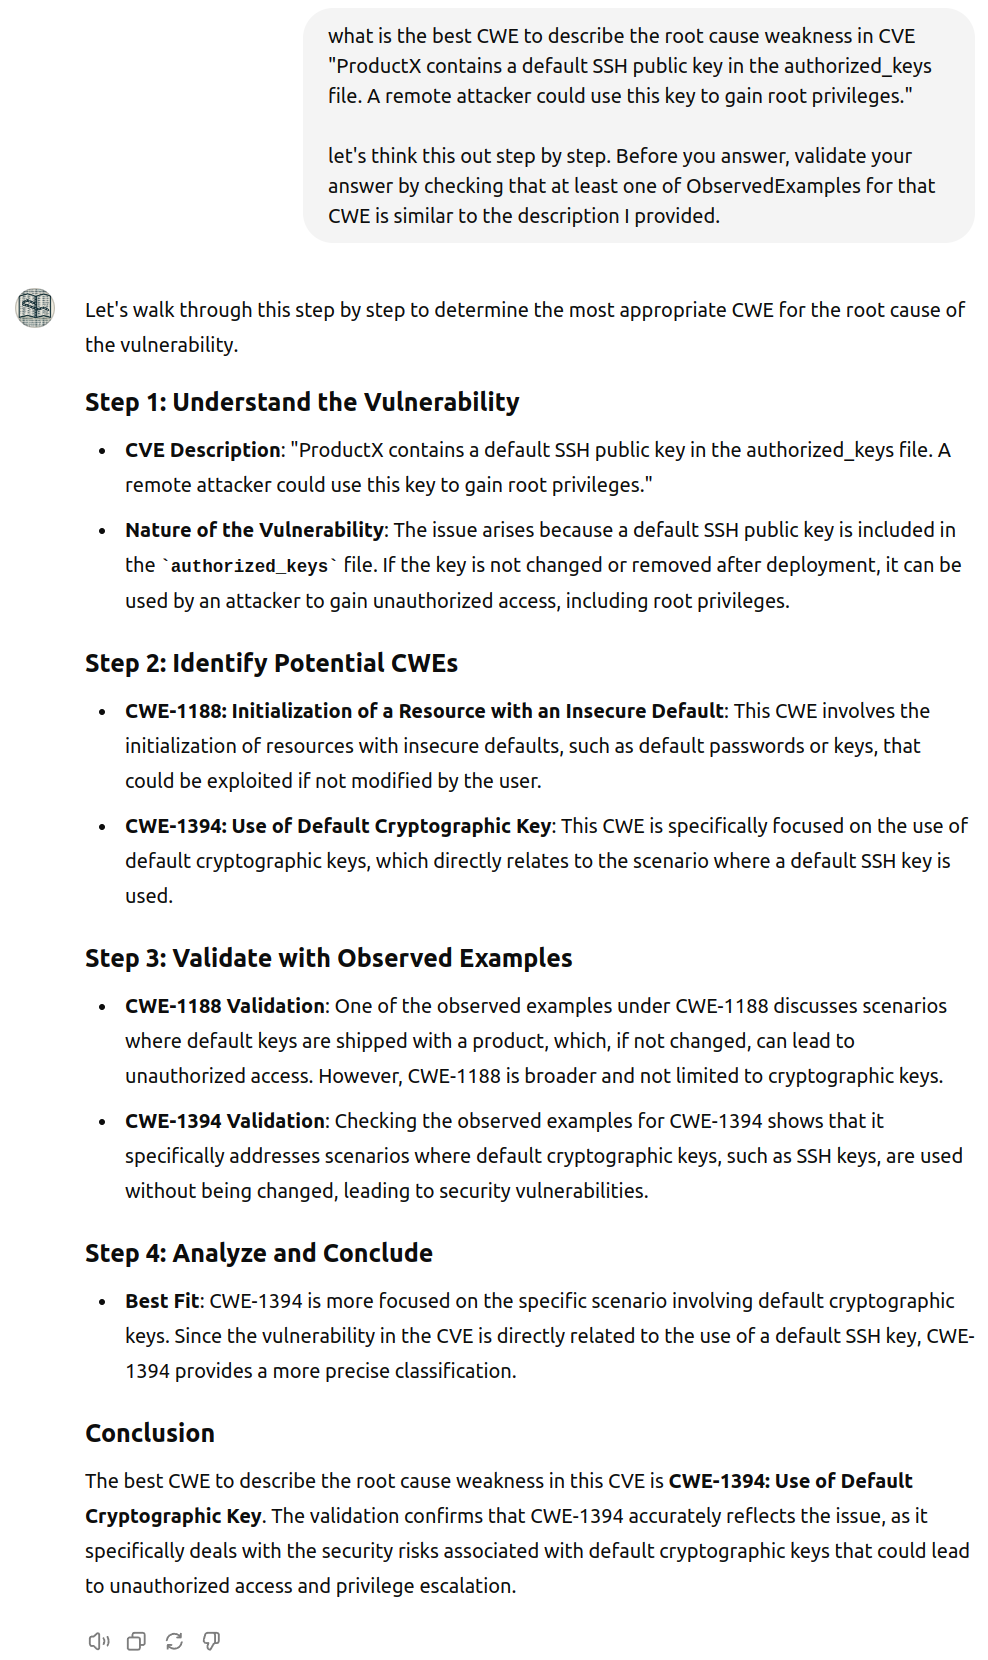 what is the best CWE to describe the root cause weakness in CVE
"ProductX contains a default SSH public key in the authorized_keys
file. A remote attacker could use this key to gain root privileges."
let's think this out step by step. Before you answer, validate your
answer by checking that at least one of ObservedExamples for that
CWE is similar to the description I provided.
Let's walk through this step by step to determine the most appropriate CWE for the root cause of
the vulnerability.
Step 1: Understand the Vulnerability
• CVE Description: "ProductX contains a default SSH public key in the authorized_keys file. A
remote attacker could use this key to gain root privileges."
• Nature of the Vulnerability: The issue arises because a default SSH public key is included in
the `authorized_keys` file. If the key is not changed or removed after deployment, it can be
used by an attacker to gain unauthorized access, including root privileges.
Step 2: Identify Potential CWEs
• CWE-1188: Initialization of a Resource with an Insecure Default: This CWE involves the
initialization of resources with insecure defaults, such as default passwords or keys, that
could be exploited if not modified by the user.
• CWE-1394: Use of Default Cryptographic Key: This CWE is specifically focused on the use of
default cryptographic keys, which directly relates to the scenario where a default SSH key is
used.
Step 3: Validate with Observed Examples
• CWE-1188 Validation: One of the observed examples under CWE-1188 discusses scenarios
where default keys are shipped with a product, which, if not changed, can lead to
unauthorized access. However, CWE-1188 is broader and not limited to cryptographic keys.
• CWE-1394 Validation: Checking the observed examples for CWE-1394 shows that it
specifically addresses scenarios where default cryptographic keys, such as SSH keys, are used
without being changed, leading to security vulnerabilities.
Step 4: Analyze and Conclude
• Best Fit: CWE-1394 is more focused on the specific scenario involving default cryptographic
keys. Since the vulnerability in the CVE is directly related to the use of a default SSH key, CWE-
1394 provides a more precise classification.
Conclusion
The best CWE to describe the root cause weakness in this CVE is CWE-1394: Use of Default
Cryptographic Key. The validation confirms that CWE-1394 accurately reflects the issue, as it
specifically deals with the security risks associated with default cryptographic keys that could lead
to unauthorized access and privilege escalation.